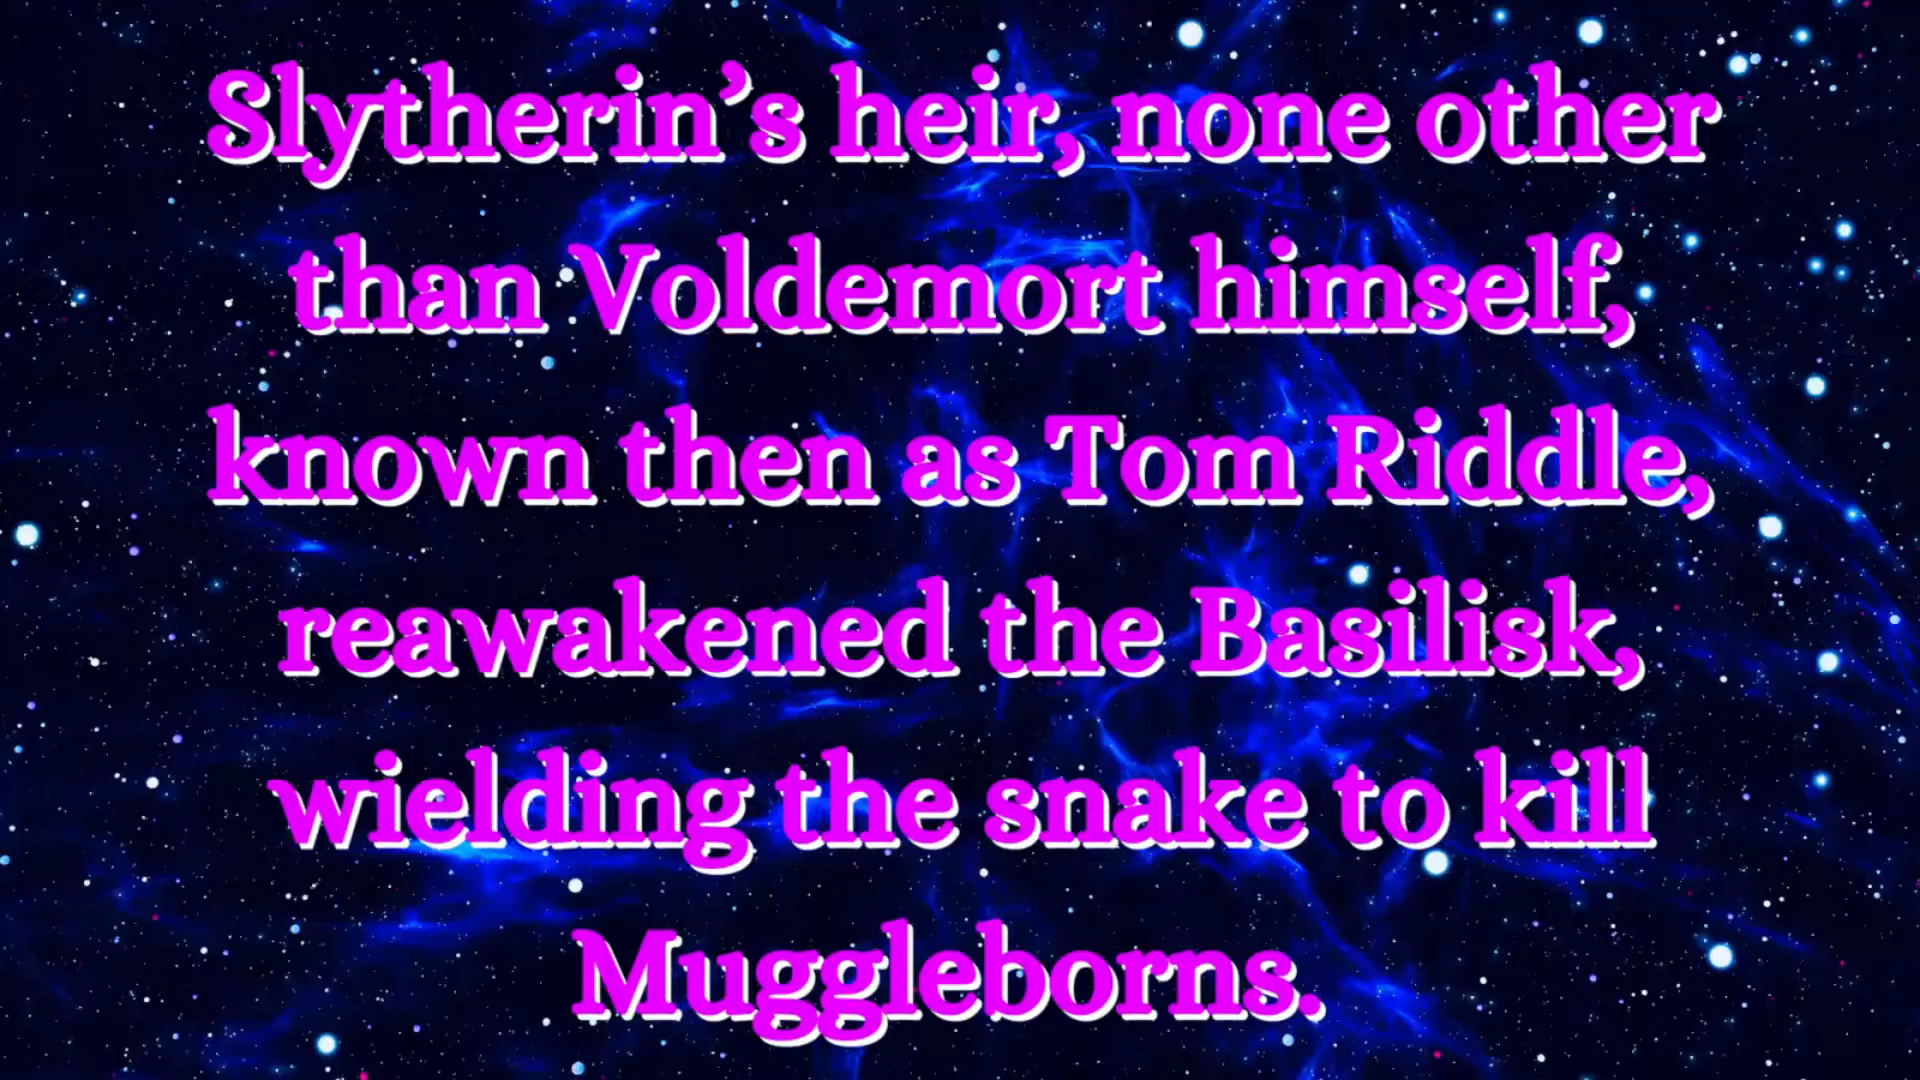 Slytherin’s heir, none other
than Voldemort himself,
known then as Tom Riddle,
reawakened the Basilisk,
wielding the snake to kill
Muggleborns.